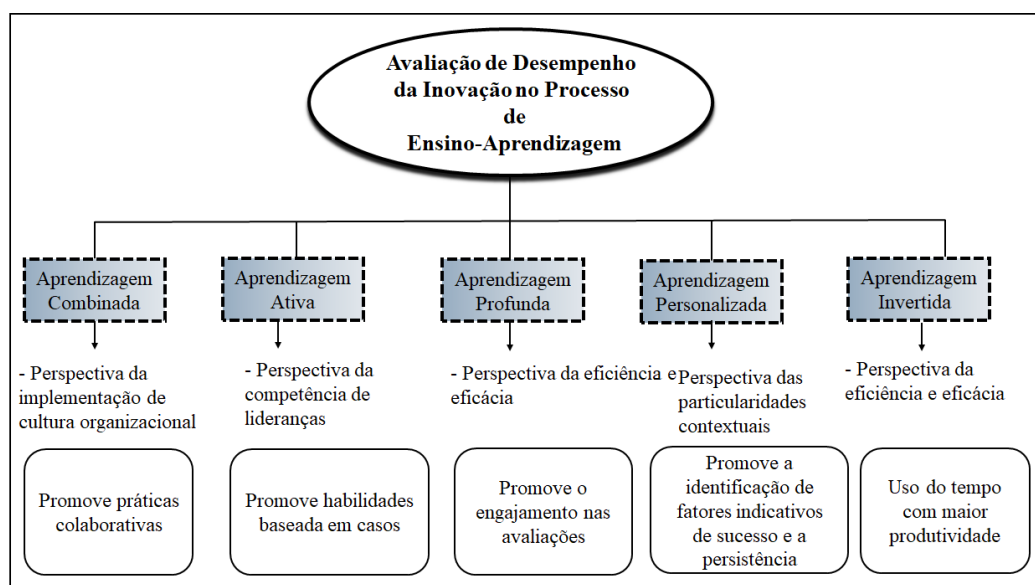 Avaliação de Desempenho
da Inovação no Processo
de
Ensino-Aprendizagem
Aprendizagem
Combinada
- Perspectiva da
implementação de
cultura organizacional
Promove práticas
colaborativas
Aprendizagem
Ativa
- Perspectiva da
competência de
lideranças
Promove habilidades
baseada em casos
Aprendizagem
Profunda
- Perspectiva da eficiência e
eficácia
Promove o
engajamento nas
avaliações
Aprendizagem
Personalizada
- Perspectiva das
particularidades
contextuais
Promove a
identificação de
fatores indicativos
de sucesso e a
persistência
Aprendizagem
Invertida
- Perspectiva da
eficiência e eficácia
Uso do tempo
com maior
produtividade